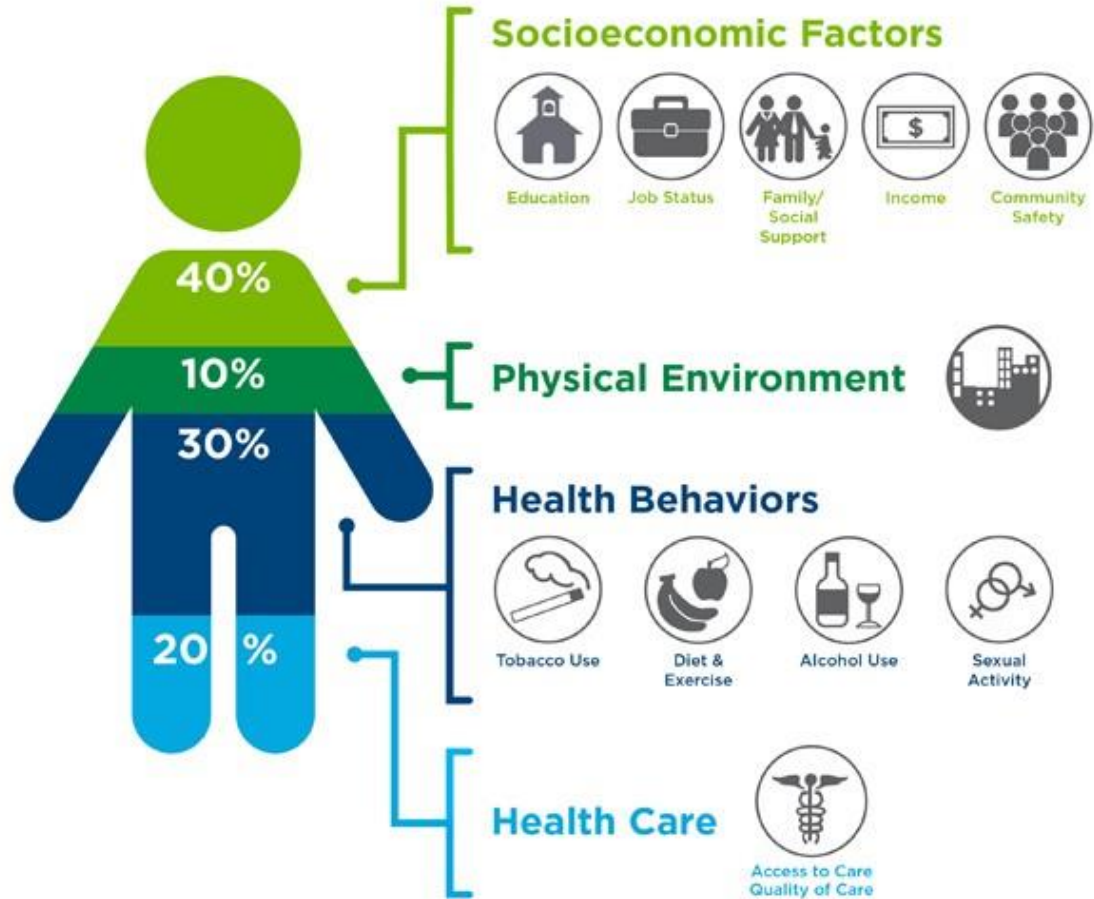 Socioeconomic Factors
$
Education
Job Status
Family/
Social
Support
Income
Community
Safety
40%
10%
Physical Environment
30%
Health Behaviors
Tobacco Use
Diet &
Exercise
Alcohol Use
Sexual
Activity
20 %
Health Care
Access to Care
Quality of Care